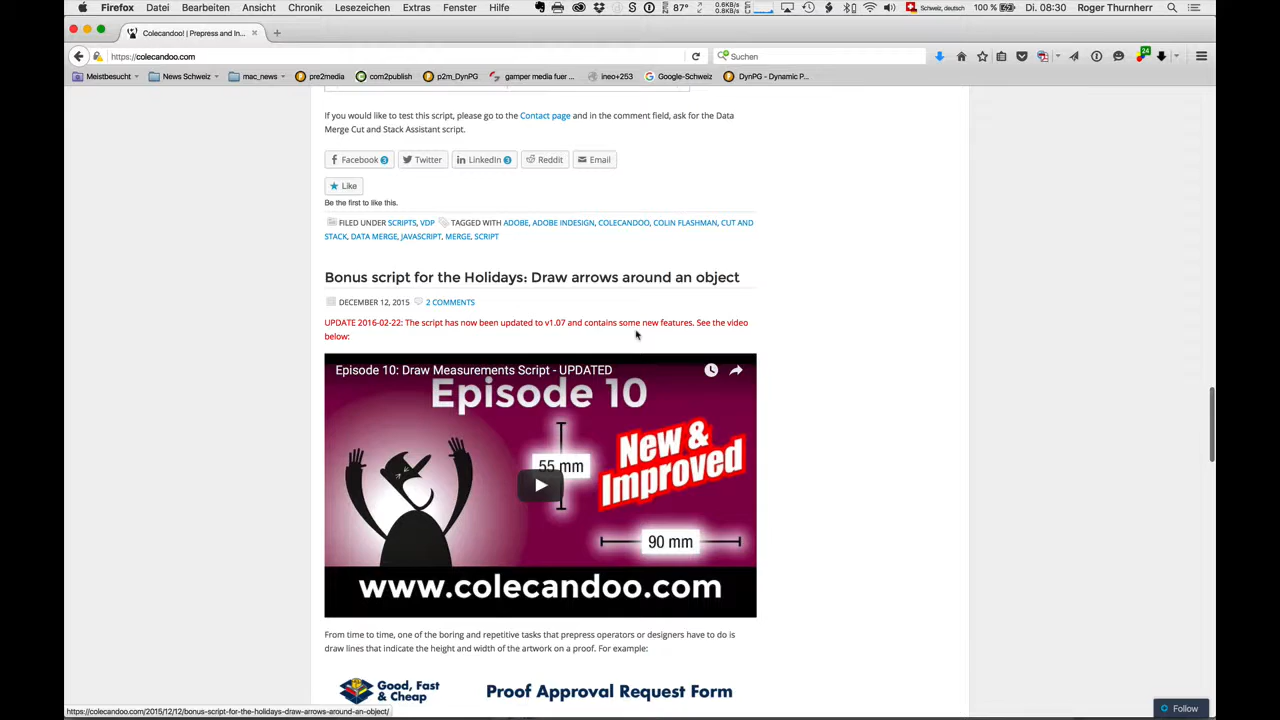 Firefox Datei Bearbeiten Ansicht Chronik Lesezeichen Extras Fenster Hilfe 87° 0.6KB/s 0.8KB/s Schweiz, deutsch 100 % Di. 08:30 Roger Thurnherr
Colecandoo! | Prepress and In...
https://colecandoo.com Suchen 24
Meistbesucht News Schweiz mac_news pre2media com2publish p2m_DynPG gamper media fuer ... ineo+253 Google-Schweiz DynPG - Dynamic P...
If you would like to test this script, please go to the Contact page and in the comment field, ask for the Data
Merge Cut and Stack Assistant script.
Facebook 3 Twitter LinkedIn 3 Reddit Email
Like
Be the first to like this.
FILED UNDER SCRIPTS, VDP TAGGED WITH ADOBE, ADOBE INDESIGN, COLECANDOO, COLIN FLASHMAN, CUT AND
STACK, DATA MERGE, JAVASCRIPT, MERGE, SCRIPT
Bonus script for the Holidays: Draw arrows around an object
DECEMBER 12, 2015 2 COMMENTS
UPDATE 2016-02-22: The script has now been updated to v1.07 and contains some new features. See the video
below:
Episode 10: Draw Measurements Script - UPDATED
Episode 10
New &
Improved
55 mm
90 mm
www.colecandoo.com
From time to time, one of the boring and repetitive tasks that prepress operators or designers have to do is
draw lines that indicate the height and width of the artwork on a proof. For example:
Good, Fast
& Cheap
Proof Approval Request Form
https://colecandoo.com/2015/12/12/bonus-script-for-the-holidays-draw-arrows-around-an-object/
Follow